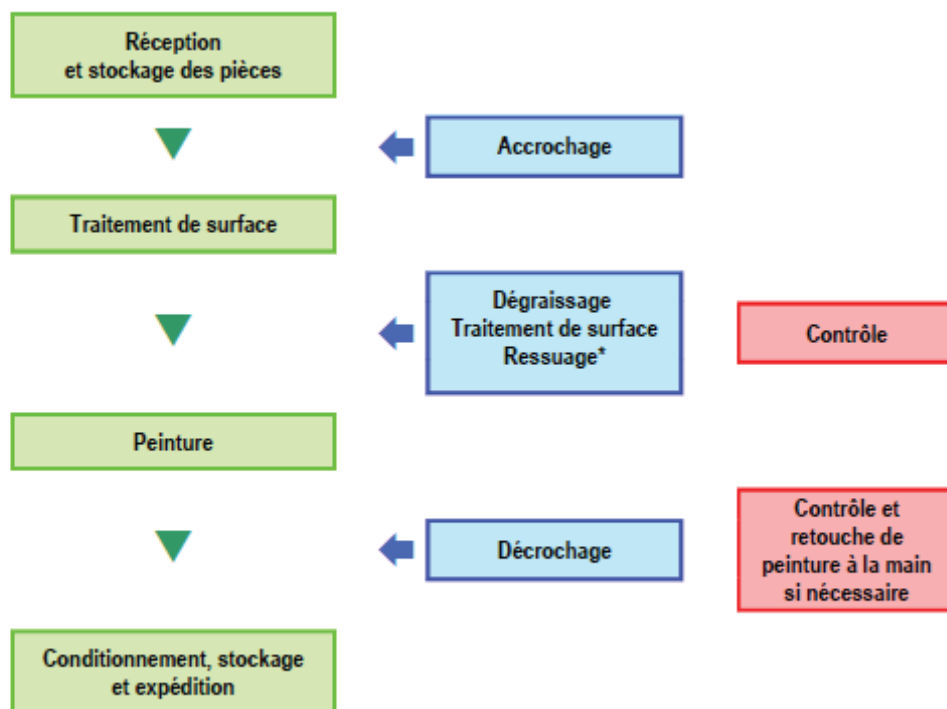 Réception
et stockage des pièces
Accrochage
Traitement de surface
Dégraissage
Traitement de surface
Ressuage*
Contrôle
Peinture
Décrochage
Contrôle et
retouche de
peinture à la main
si nécessaire
Conditionnement, stockage
et expédition